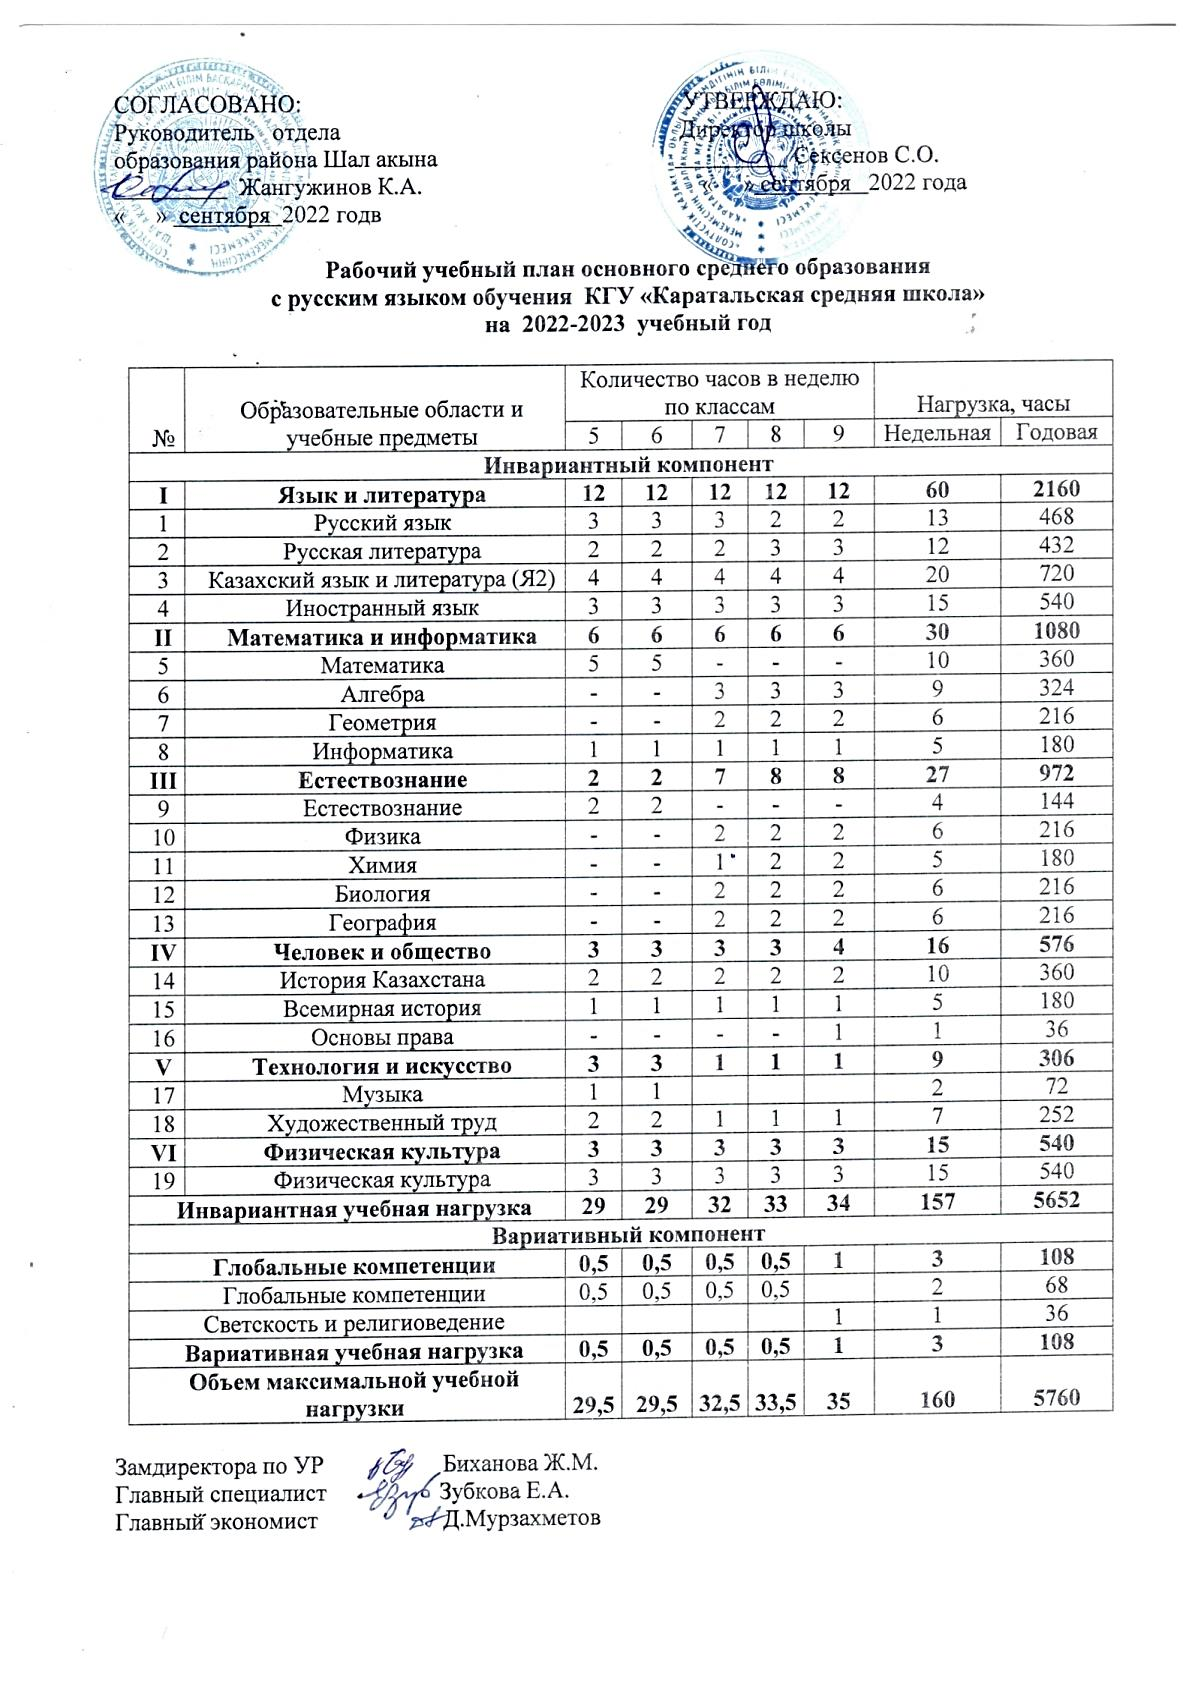 СОГЛАСОВАНО:
Руководитель отдела
образования района Шал акына
Жангужинов К.А.
« » сентября 2022 годв
УТВЕРЖДАЮ:
Директор школы
Сексенов С.О.
« » сентября 2022 года
Рабочий учебный план основного среднего образования
с русским языком обучения КГУ «Каратальская средняя школа»
на 2022-2023 учебный год
№ Образовательные области и учебные предметы Количество часов в неделю по классам Нагрузка, часы
5 6 7 8 9 Недельная Годовая
Инвариантный компонент
I Язык и литература 12 12 12 12 12 60 2160
1 Русский язык 3 3 3 2 2 13 468
2 Русская литература 2 2 2 3 3 12 432
3 Казахский язык и литература (Я2) 4 4 4 4 4 20 720
4 Иностранный язык 3 3 3 3 3 15 540
II Математика и информатика 6 6 6 6 6 30 1080
5 Математика 5 5 - - - 10 360
6 Алгебра - - 3 3 3 9 324
7 Геометрия - - 2 2 2 6 216
8 Информатика 1 1 1 1 1 5 180
III Естествознание 2 2 7 8 8 27 972
9 Естествознание 2 2 - - - 4 144
10 Физика - - 2 2 2 6 216
11 Химия - - 1 2 2 5 180
12 Биология - - 2 2 2 6 216
13 География - - 2 2 2 6 216
IV Человек и общество 3 3 3 3 4 16 576
14 История Казахстана 2 2 2 2 2 10 360
15 Всемирная история 1 1 1 1 1 5 180
16 Основы права - - - - 1 1 36
V Технология и искусство 3 3 1 1 1 9 306
17 Музыка 1 1 2 72
18 Художественный труд 2 2 1 1 1 7 252
VI Физическая культура 3 3 3 3 3 15 540
19 Физическая культура 3 3 3 3 3 15 540
Инвариантная учебная нагрузка 29 29 32 33 34 157 5652
Вариативный компонент
Глобальные компетенции 0,5 0,5 0,5 0,5 1 3 108
Глобальные компетенции 0,5 0,5 0,5 0,5 2 68
Светскость и религиоведение 1 1 36
Вариативная учебная нагрузка 0,5 0,5 0,5 0,5 1 3 108
Объем максимальной учебной
нагрузки 29,5 29,5 32,5 33,5 35 160 5760
Замдиректора по УР Биханова Ж.М.
Главный специалист Зубкова Е.А.
Главный экономист Д.Мурзахметов